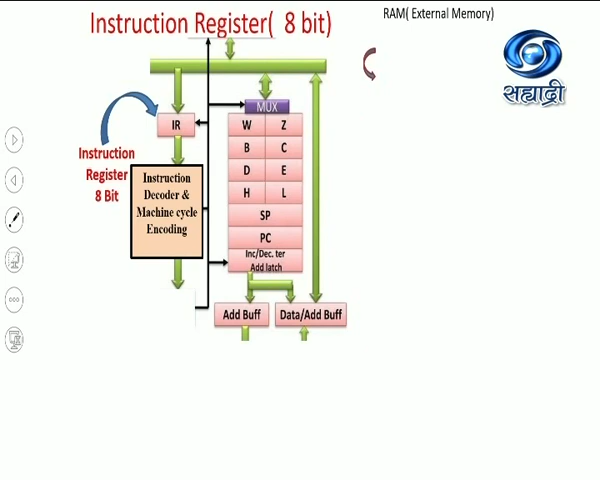 Instruction Register( 8 bit)
RAM( External Memory)
सह्याद्री
MUX
IR
W Z
B C
D E
H L
SP
PC
Inc/Dec. ter
Add latch
Instruction
Register
8 Bit
Instruction
Decoder &
Machine cycle
Encoding
Add Buff
Data/Add Buff